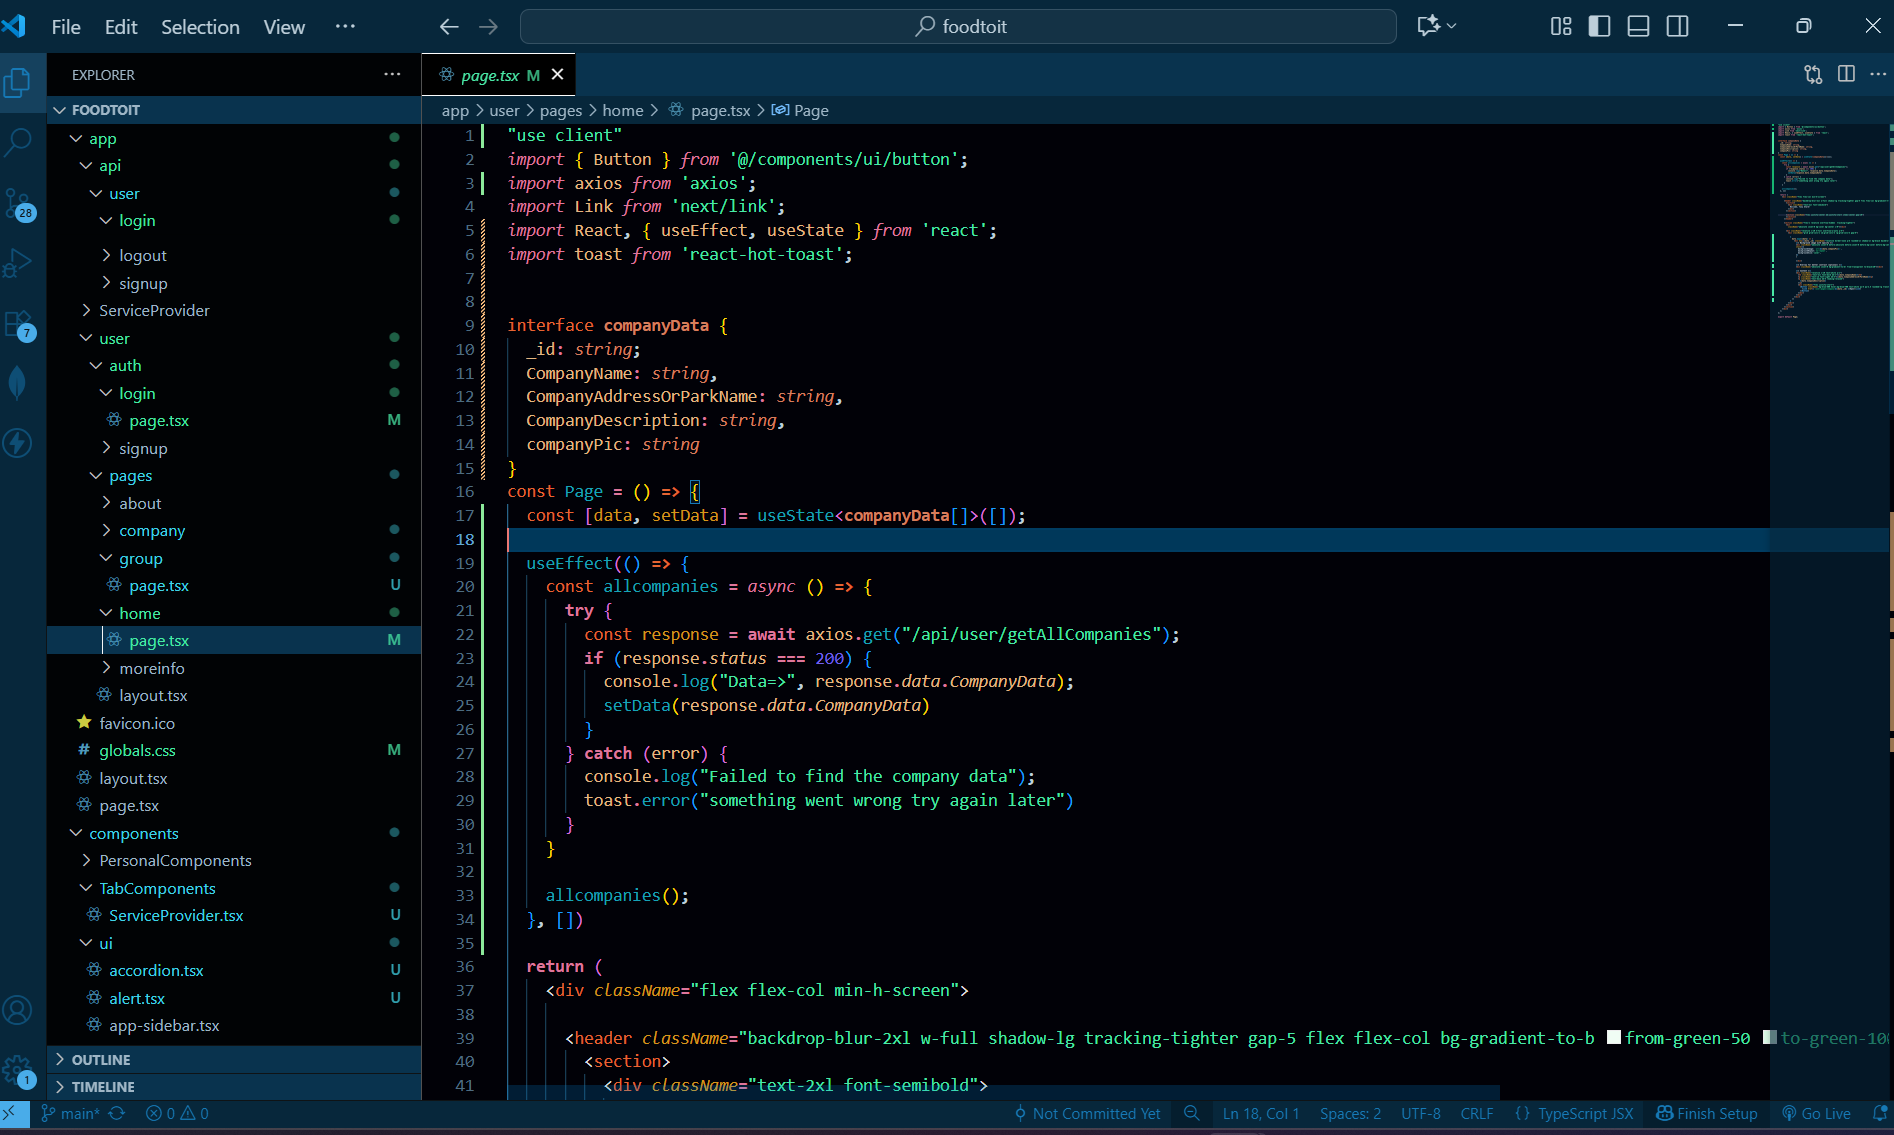 File Edit Selection View ···
foodtoit
EXPLORER
FOODTOIT
app
api
user
login
logout
signup
ServiceProvider
user
auth
login
page.tsx M
signup
pages
about
company
group
page.tsx U
home
page.tsx M
moreinfo
layout.tsx
favicon.ico
# globals.css M
layout.tsx
page.tsx
components
PersonalComponents
TabComponents
ServiceProvider.tsx U
ui
accordion.tsx U
alert.tsx U
app-sidebar.tsx
OUTLINE
TIMELINE
28
7
1
page.tsx M
app > user > pages > home > page.tsx > Page
1 "use client"
2 import { Button } from '@/components/ui/button';
3 import axios from 'axios';
4 import Link from 'next/link';
5 import React, { useEffect, useState } from 'react';
6 import toast from 'react-hot-toast';
7
8
9 interface companyData {
10 _id: string;
11 CompanyName: string,
12 CompanyAddressOrParkName: string,
13 CompanyDescription: string,
14 companyPic: string
15 }
16 const Page = () => {
17 const [data, setData] = useState<companyData[]>([]);
18
19 useEffect(() => {
20 const allcompanies = async () => {
21 try {
22 const response = await axios.get("/api/user/getAllCompanies");
23 if (response.status === 200) {
24 console.log("Data=>", response.data.CompanyData);
25 setData(response.data.CompanyData)
26 }
27 } catch (error) {
28 console.log("Failed to find the company data");
29 toast.error("something went wrong try again later")
30 }
31 }
32
33 allcompanies();
34 }, [])
35
36 return (
37 <div className="flex flex-col min-h-screen">
38
39 <header className="backdrop-blur-2xl w-full shadow-lg tracking-tighter gap-5 flex flex-col bg-gradient-to-b from-green-50 to-green-100
40 <section>
41 <div className="text-2xl font-semibold">
main* 0 0 Not Committed Yet Ln 18, Col 1 Spaces: 2 UTF-8 CRLF {} TypeScript JSX Finish Setup Go Live